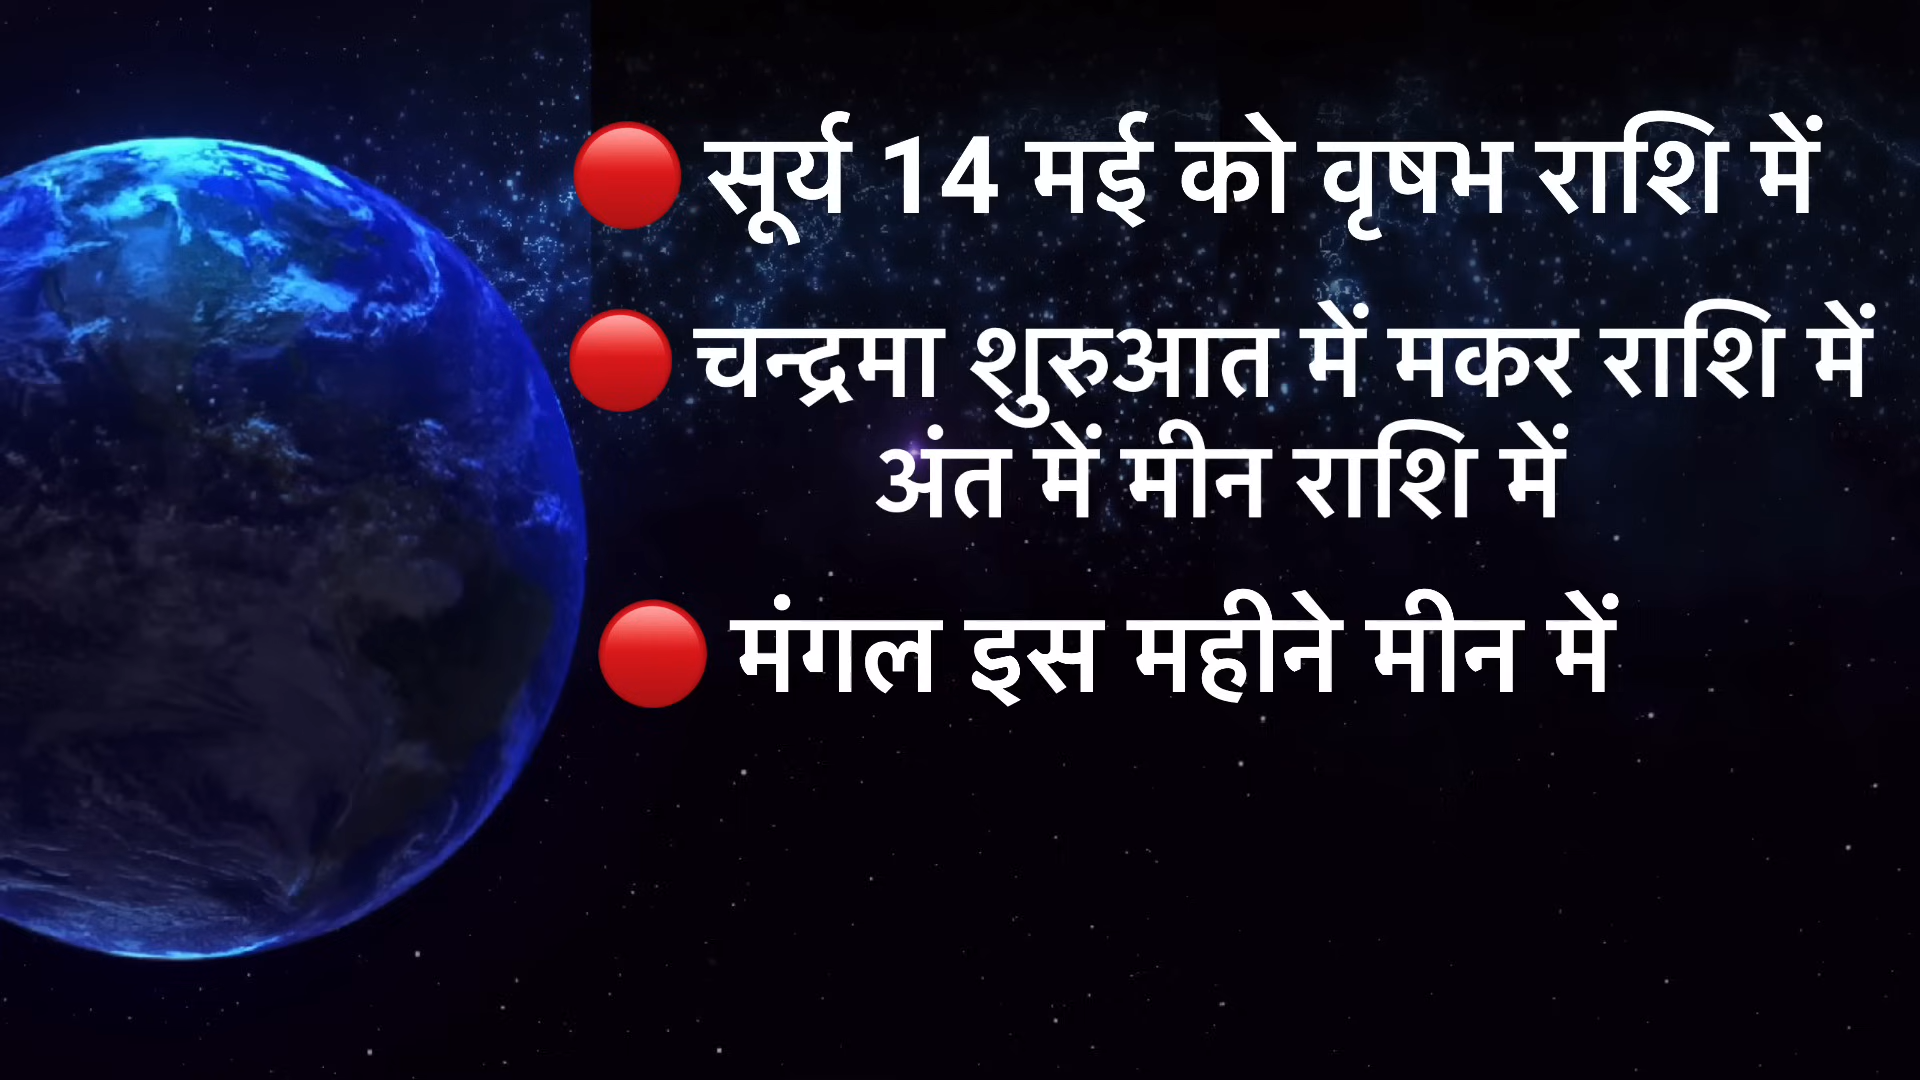 सूर्य 14 मई को वृषभ राशि में
चन्द्रमा शुरुआत में मकर राशि में
अंत में मीन राशि में
मंगल इस महीने मीन में